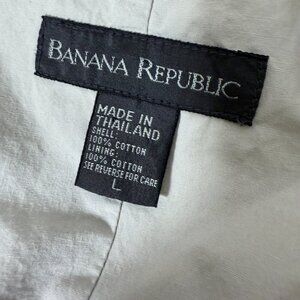 BANANA REPUBLIC
MADE IN
THAILAND
SHELL:
100% COTTON
LINING:
100% COTTON
SEE REVERSE FOR CARE
L